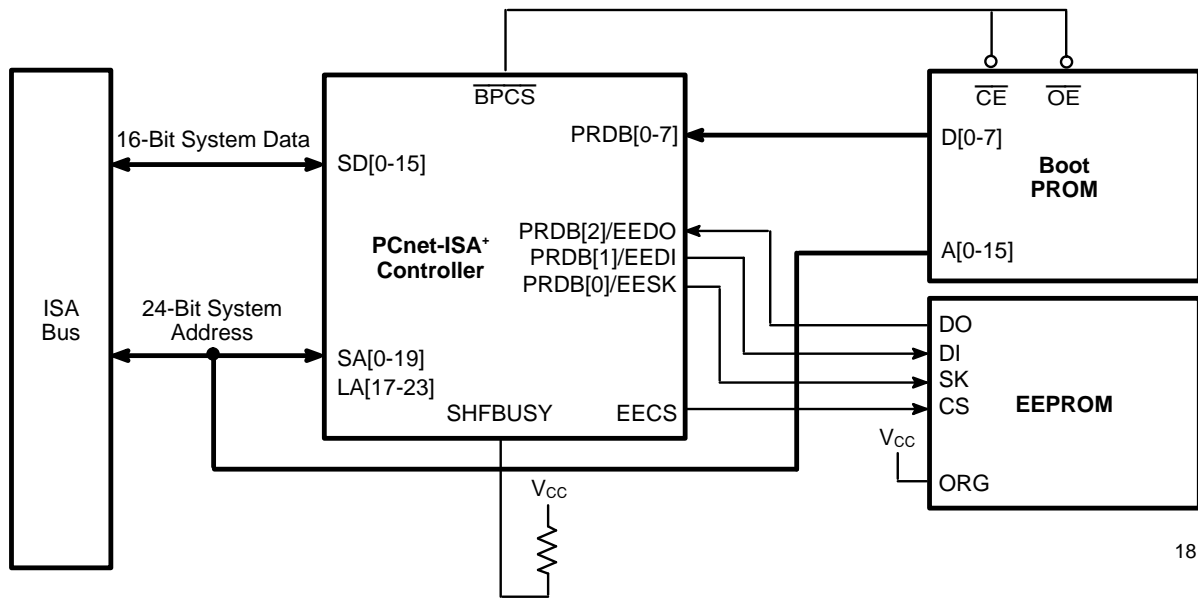 ISA
Bus
16-Bit System Data
24-Bit System
Address
BPCS
SD[0-15]
PCnet-ISA⁺
Controller
SA[0-19]
LA[17-23]
SHFBUSY
PRDB[0-7]
PRDB[2]/EEDO
PRDB[1]/EEDI
PRDB[0]/EESK
EECS
VCC
CE OE
D[0-7]
Boot
PROM
A[0-15]
DO
DI
SK
CS
EEPROM
VCC
ORG
18